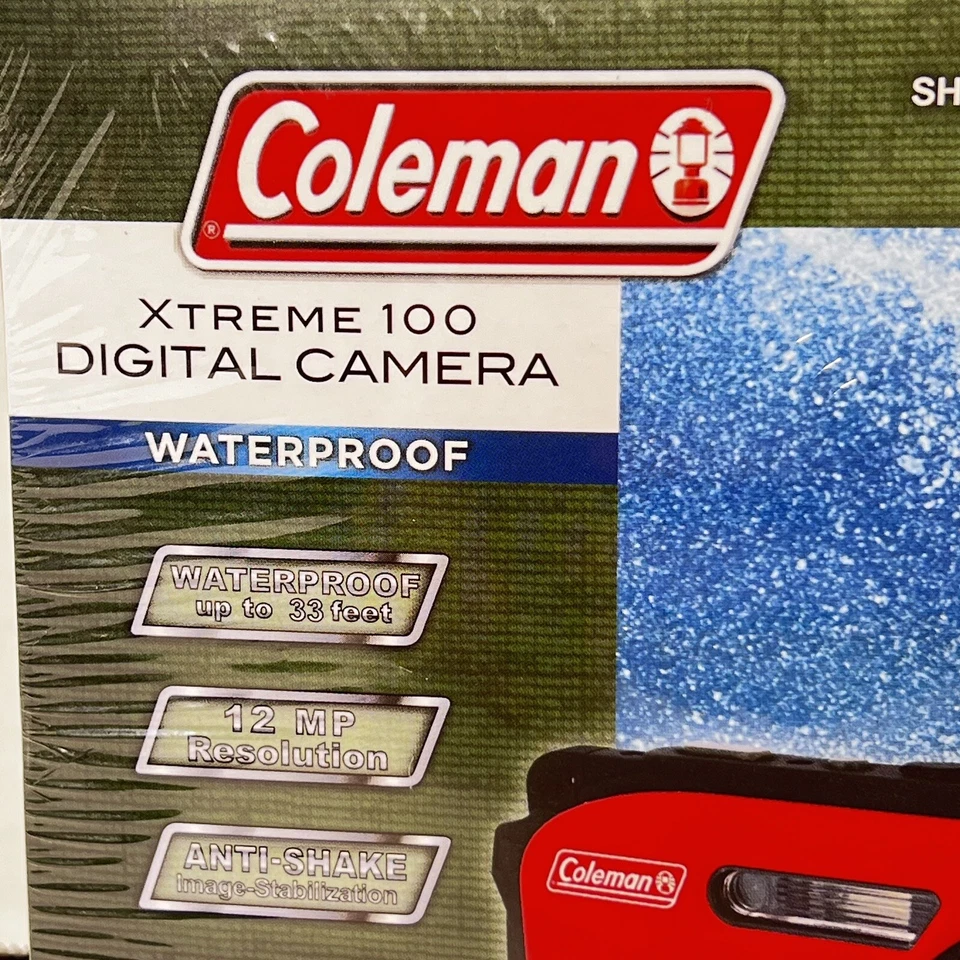 SH
Coleman
®
XTREME 100
DIGITAL CAMERA
WATERPROOF
WATERPROOF
up to 33 feet
12 MP
Resolution
ANTI-SHAKE
Image-Stabilization
Coleman